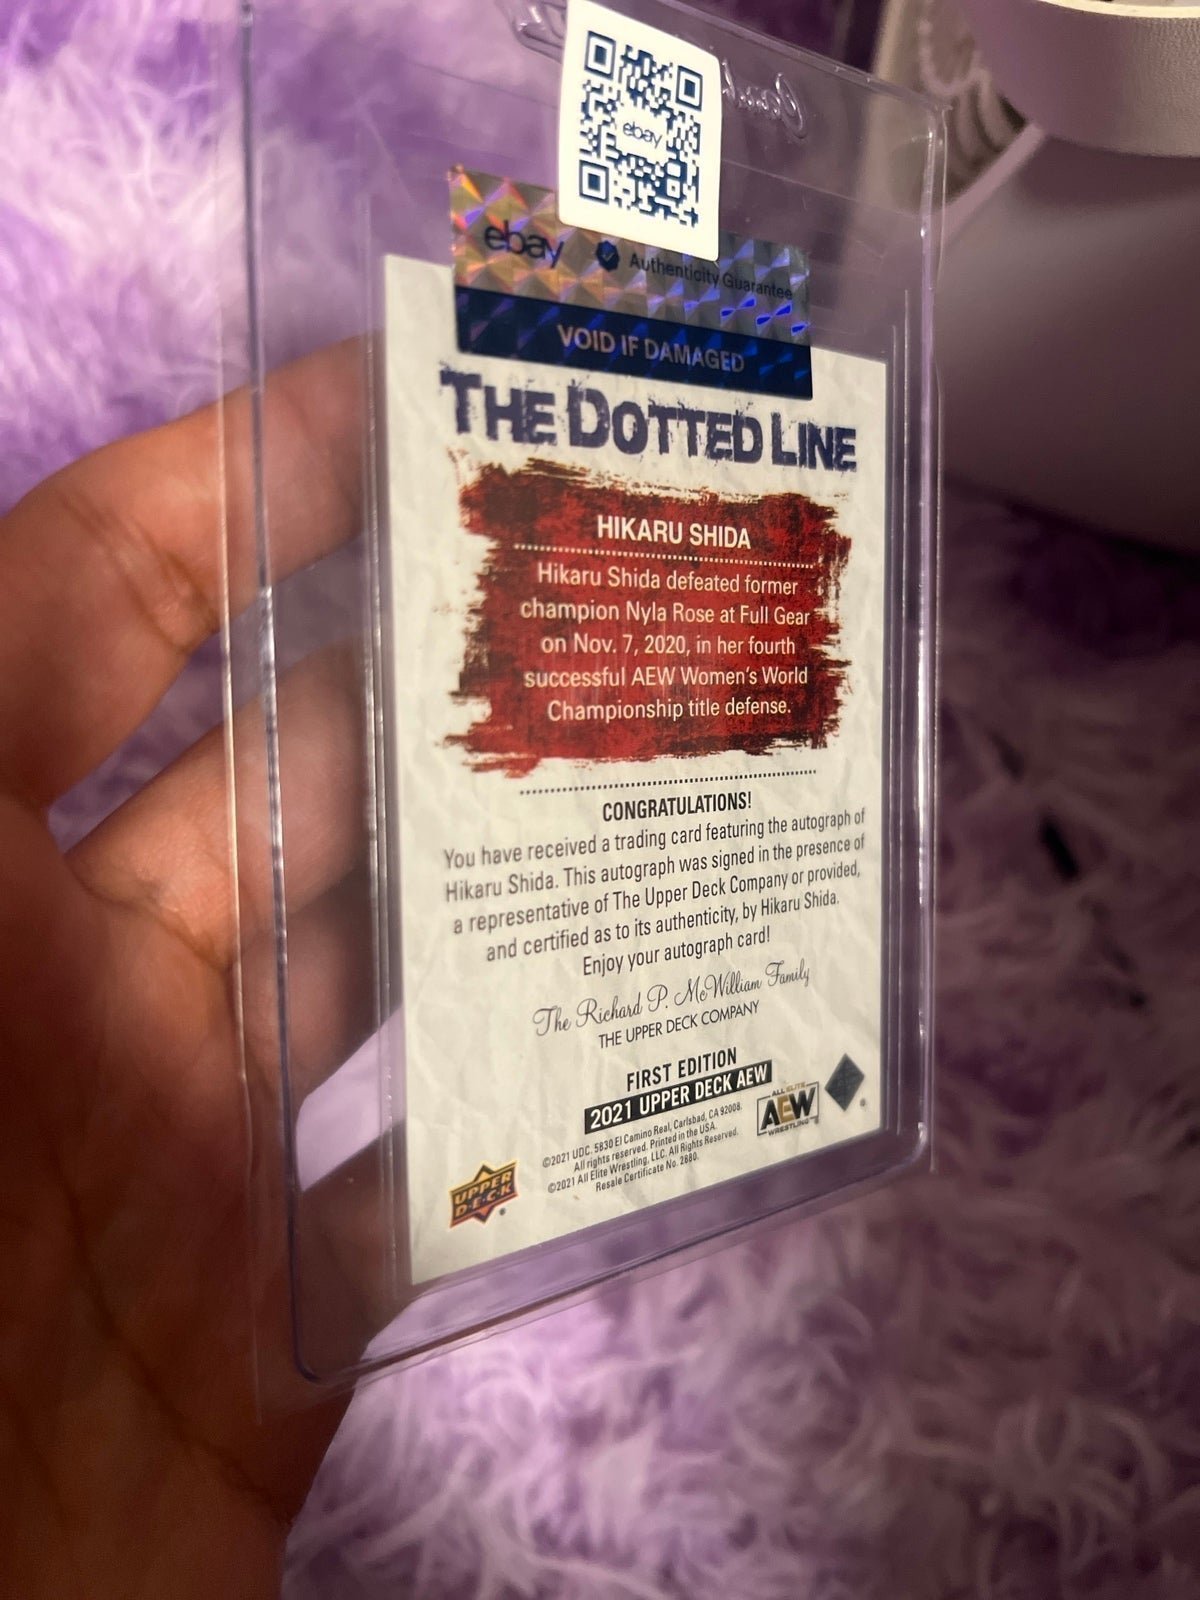 ebay
ebay Authenticity Guarantee
VOID IF DAMAGED
THE DOTTED LINE
HIKARU SHIDA
Hikaru Shida defeated former
champion Nyla Rose at Full Gear
on Nov. 7, 2020, in her fourth
successful AEW Women's World
Championship title defense.
CONGRATULATIONS!
You have received a trading card featuring the autograph of
Hikaru Shida. This autograph was signed in the presence of
a representative of The Upper Deck Company or provided,
and certified as to its authenticity, by Hikaru Shida.
Enjoy your autograph card!
The Richard P. McWilliam Family
THE UPPER DECK COMPANY
FIRST EDITION
2021 UPPER DECK AEW
©2021 UDC. 5830 El Camino Real, Carlsbad, CA 92008.
All rights reserved. Printed in the USA.
©2021 All Elite Wrestling, LLC. All Rights Reserved.
Resale Certificate No. 2880.
UPPER
DECK
ALL ELITE
AEW
WRESTLING